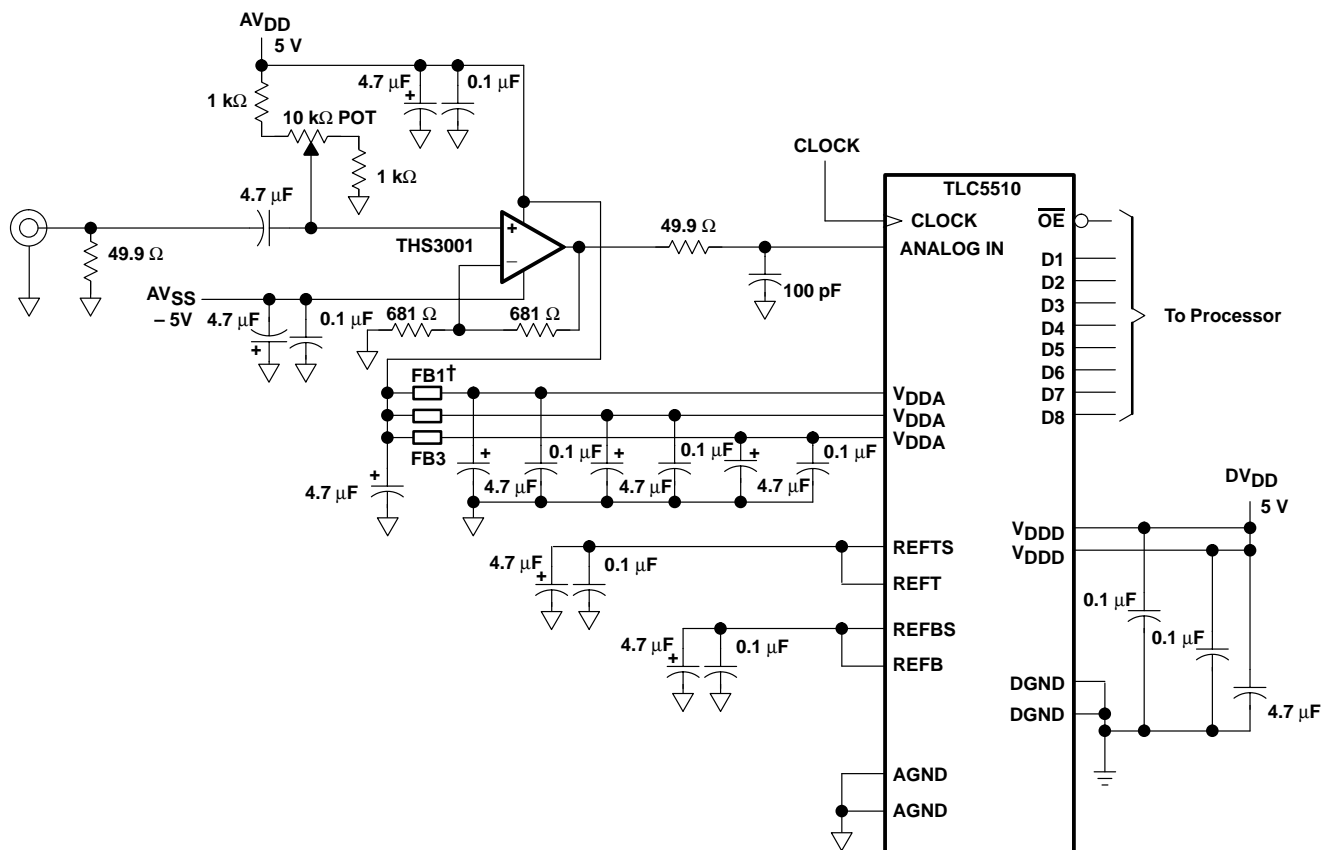 AVDD
5 V
4.7 μF
0.1 μF
1 kΩ
10 kΩ POT
1 kΩ
4.7 μF
49.9 Ω
THS3001
+
–
49.9 Ω
100 pF
AVSS
– 5V
4.7 μF
+
0.1 μF
681 Ω
681 Ω
CLOCK
TLC5510
CLOCK
OE
ANALOG IN
D1
D2
D3
D4
D5
D6
D7
D8
To Processor
FB1†
FB3
VDDA
VDDA
VDDA
+
4.7 μF
+
0.1 μF
4.7 μF
+
0.1 μF
4.7 μF
+
0.1 μF
4.7 μF
DVDD
5 V
VDDD
VDDD
REFTS
REFT
4.7 μF
+
0.1 μF
REFBS
REFB
4.7 μF
+
0.1 μF
0.1 μF
0.1 μF
4.7 μF
DGND
DGND
AGND
AGND